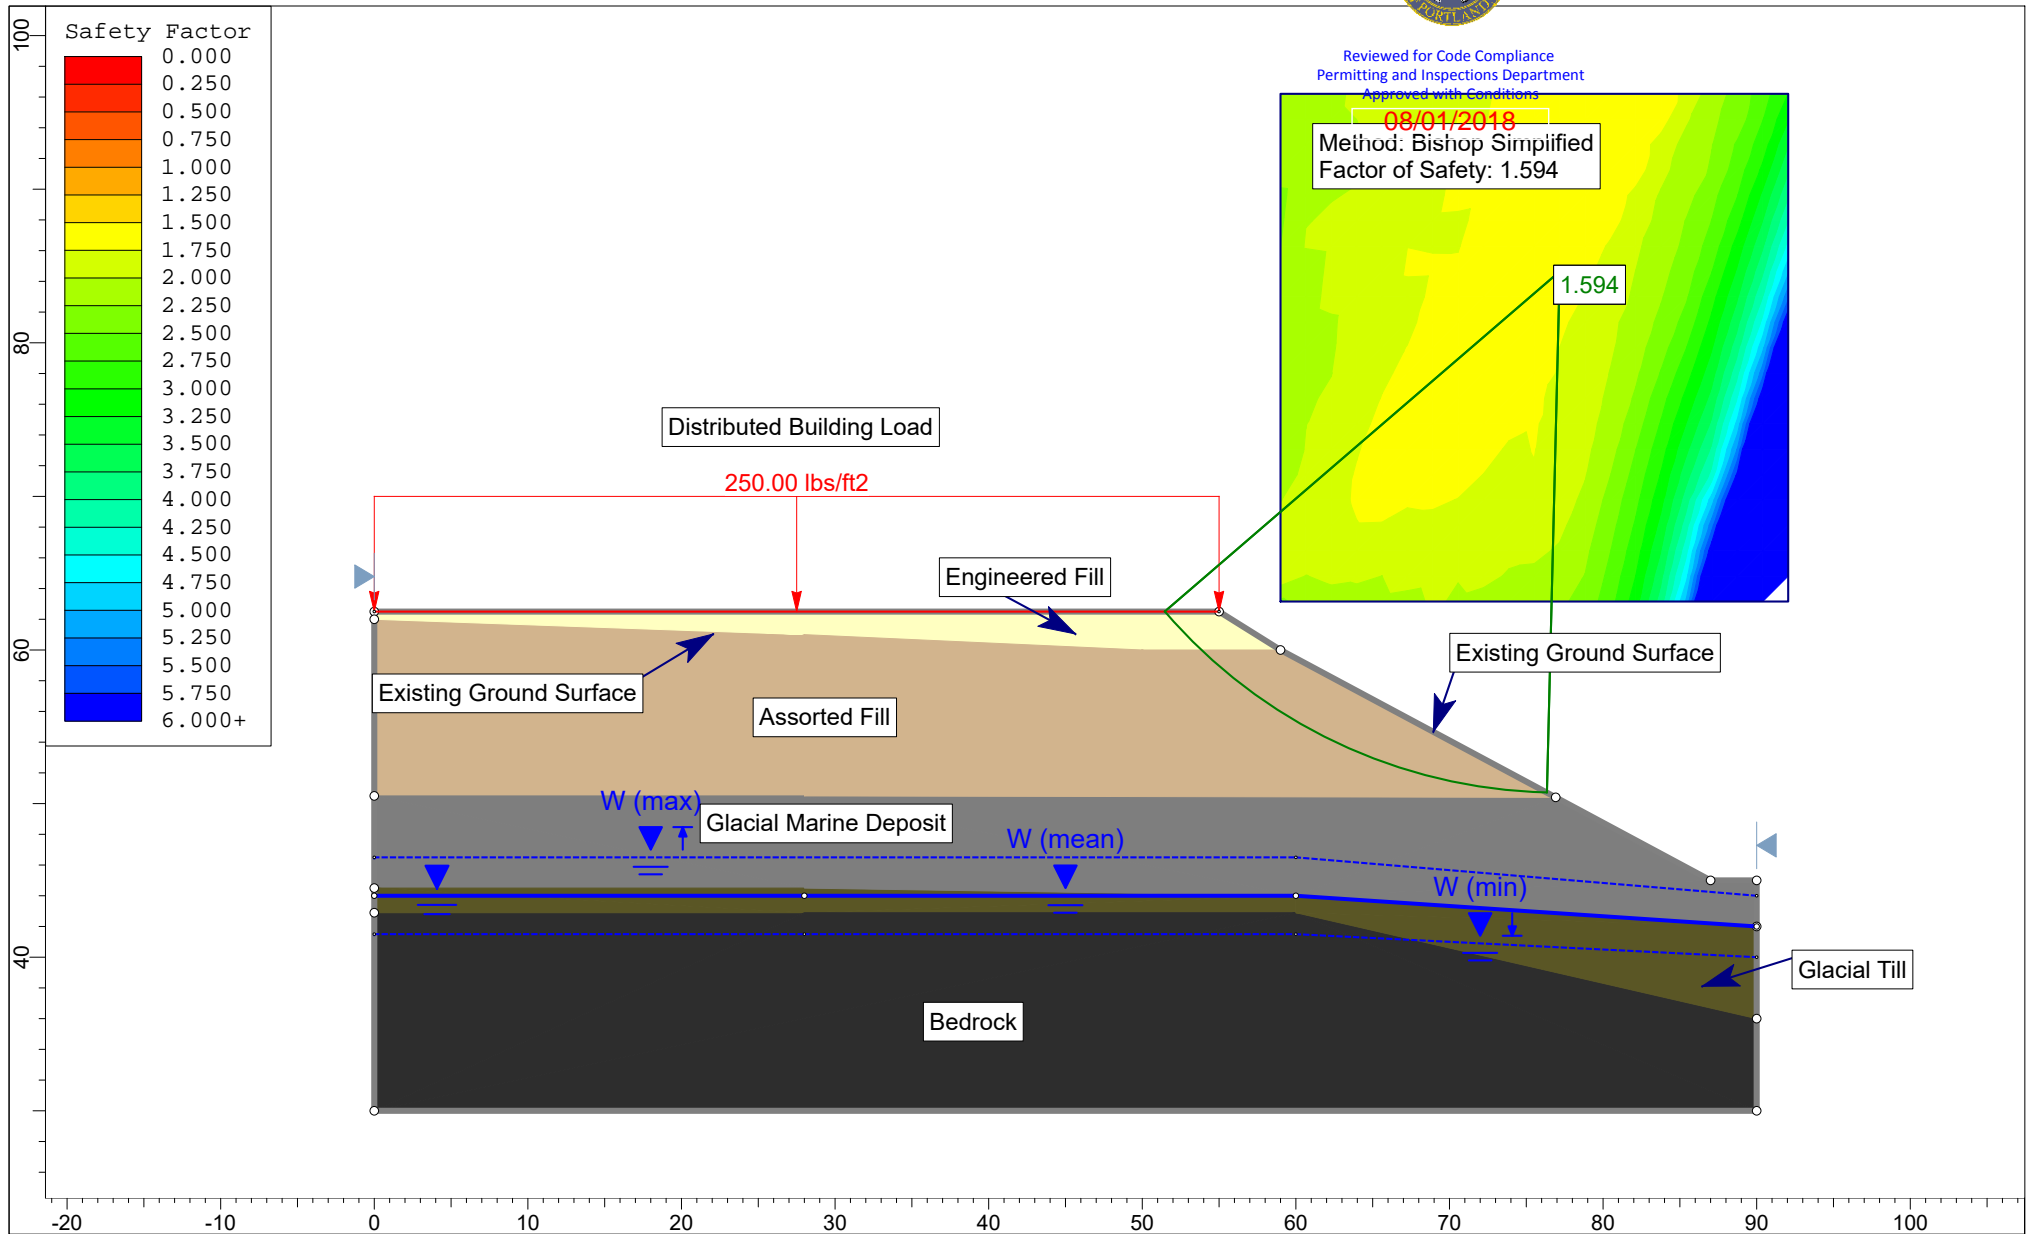 PORTLAND
Reviewed for Code Compliance
Permitting and Inspections Department
Approved with Conditions
08/01/2018
Method: Bishop Simplified
Factor of Safety: 1.594
1.594
Safety Factor
0.000
0.250
0.500
0.750
1.000
1.250
1.500
1.750
2.000
2.250
2.500
2.750
3.000
3.250
3.500
3.750
4.000
4.250
4.500
4.750
5.000
5.250
5.500
5.750
6.000+
100
80
60
40
Distributed Building Load
250.00 lbs/ft2
Engineered Fill
Existing Ground Surface
Existing Ground Surface
Assorted Fill
W (max)
Glacial Marine Deposit
W (mean)
W (min)
Glacial Till
Bedrock
-20
-10
0
10
20
30
40
50
60
70
80
90
100